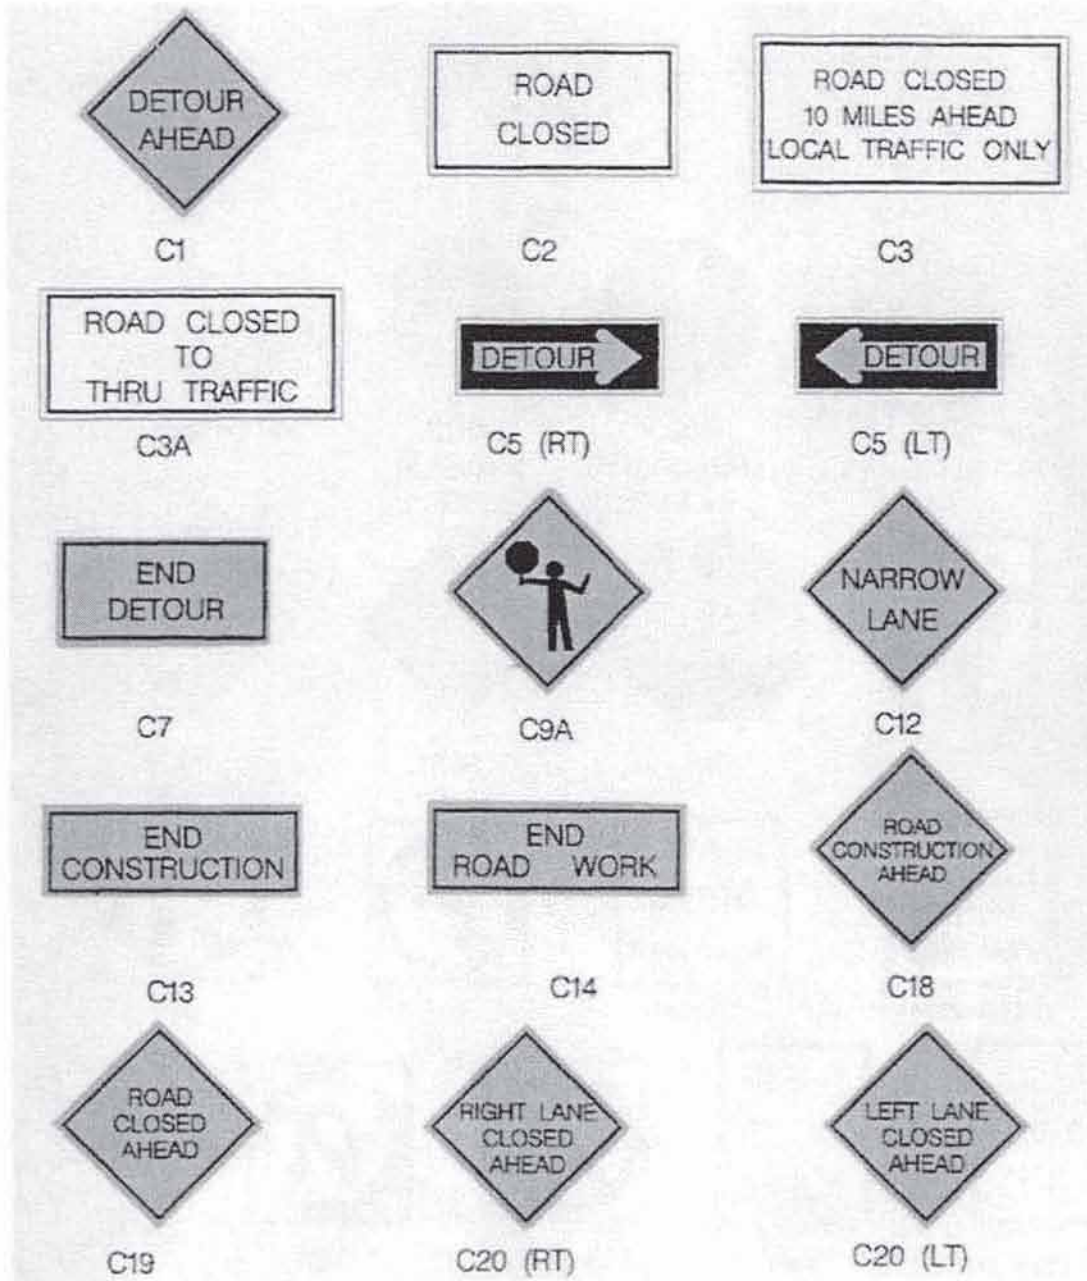 DETOUR
AHEAD
C1
ROAD
CLOSED
C2
ROAD CLOSED
10 MILES AHEAD
LOCAL TRAFFIC ONLY
C3
ROAD CLOSED
TO
THRU TRAFFIC
C3A
DETOUR
C5 (RT)
DETOUR
C5 (LT)
END
DETOUR
C7
C9A
NARROW
LANE
C12
END
CONSTRUCTION
C13
END
ROAD WORK
C14
ROAD
CONSTRUCTION
AHEAD
C18
ROAD
CLOSED
AHEAD
C19
RIGHT LANE
CLOSED
AHEAD
C20 (RT)
LEFT LANE
CLOSED
AHEAD
C20 (LT)